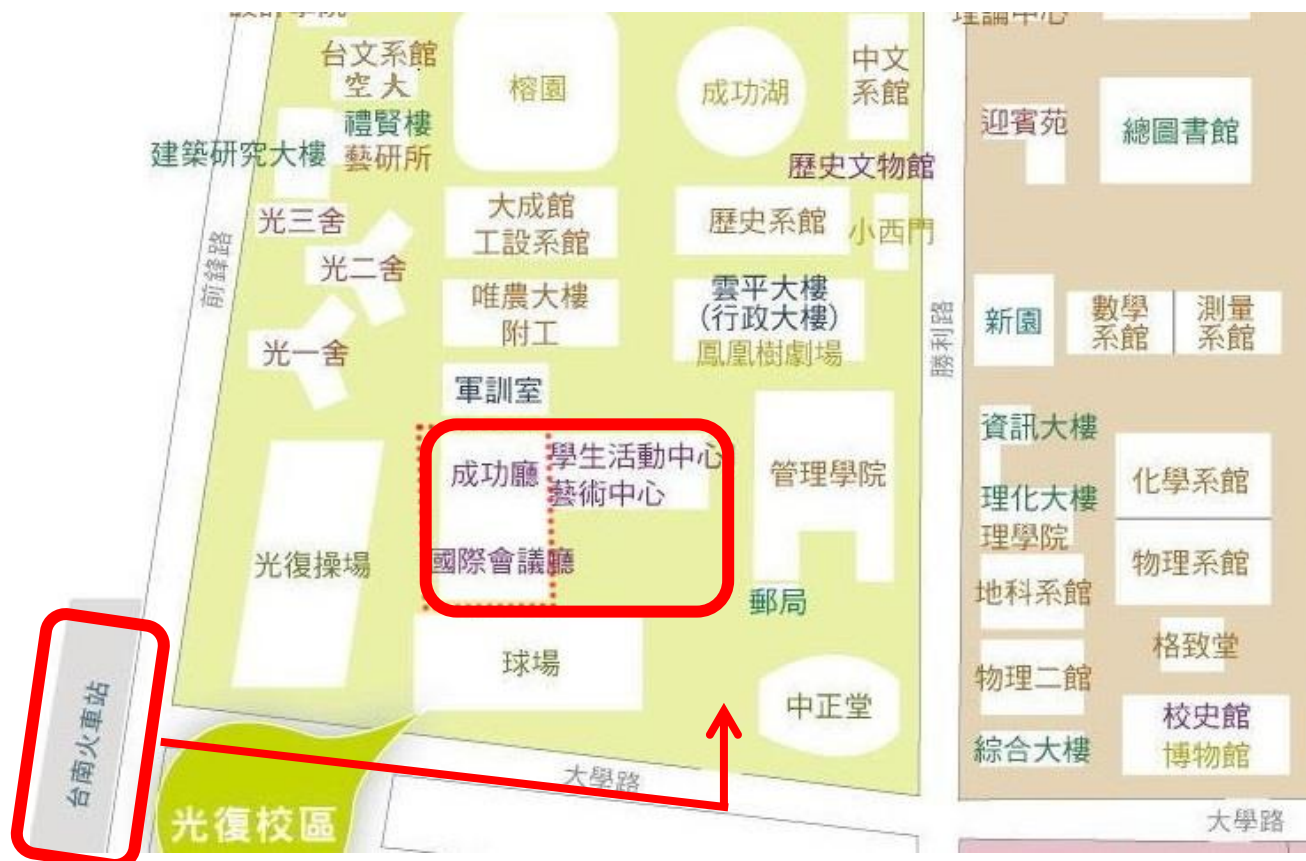 設計學院
理論中心
台文系館
空大
榕園
成功湖
中文
系館
禮賢樓
藝研所
建築研究大樓
迎賓苑
總圖書館
歷史文物館
光三舍
大成館
工設系館
歷史系館
小西門
前鋒路
光二舍
唯農大樓
附工
雲平大樓
(行政大樓)
鳳凰樹劇場
勝利路
新園
數學
系館
測量
系館
光一舍
軍訓室
成功廳
學生活動中心
藝術中心
管理學院
資訊大樓
化學系館
理化大樓
理學院
光復操場
國際會議廳
郵局
地科系館
物理系館
球場
格致堂
物理二館
台南火車站
中正堂
校史館
博物館
綜合大樓
大學路
光復校區
大學路